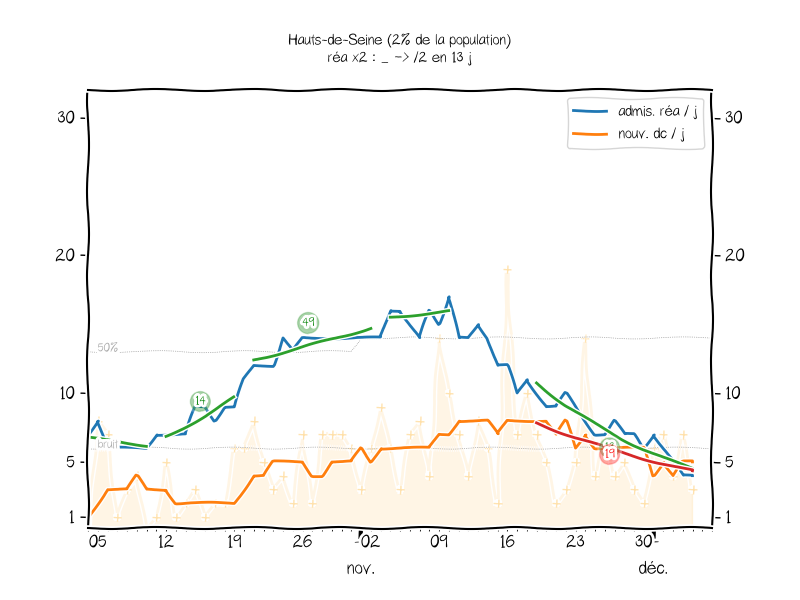 Hauts-de-Seine (2% de la population)
réa x2 : _ -> /2 en 13 j
admis. réa / j
nouv. dc / j
30
30
20
20
49
50%
14
10
10
bruit
19
5
5
1
1
05 12 19 26 02 09 16 23 30
nov. déc.